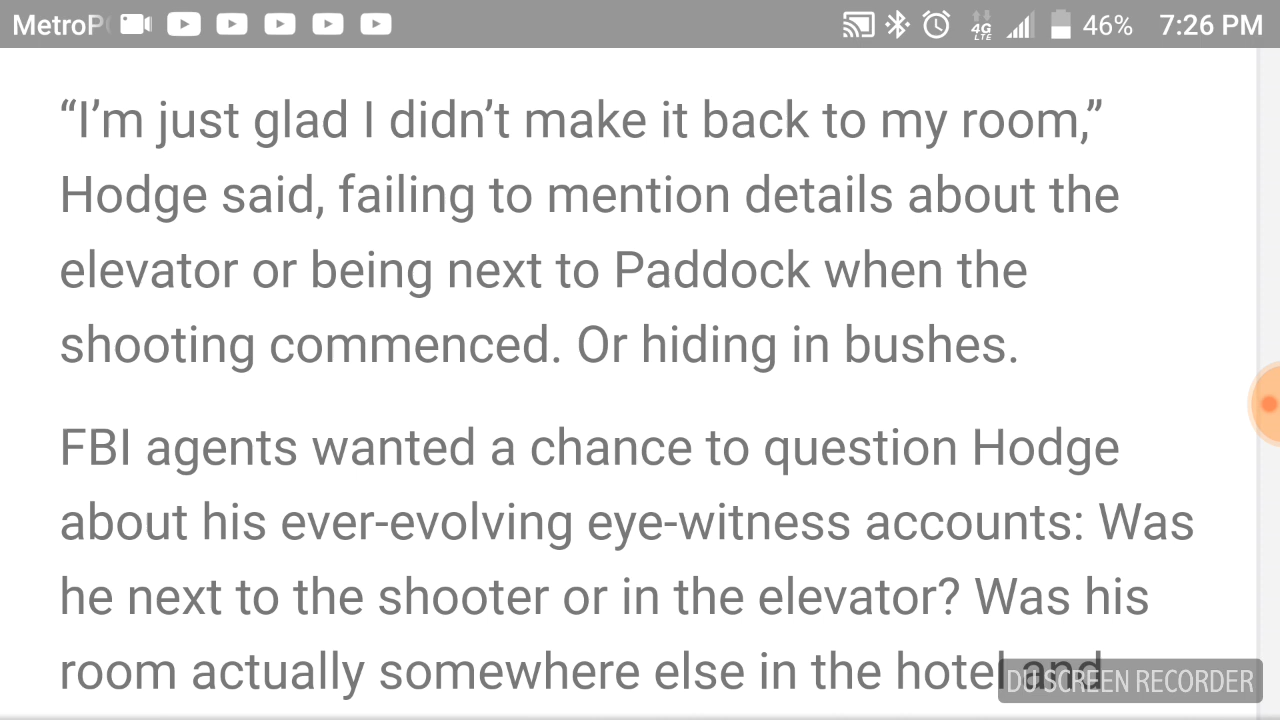 MetroP
4G
LTE
46%
7:26 PM
“I’m just glad I didn’t make it back to my room,”
Hodge said, failing to mention details about the
elevator or being next to Paddock when the
shooting commenced. Or hiding in bushes.
FBI agents wanted a chance to question Hodge
about his ever-evolving eye-witness accounts: Was
he next to the shooter or in the elevator? Was his
room actually somewhere else in the hotel and
DU SCREEN RECORDER